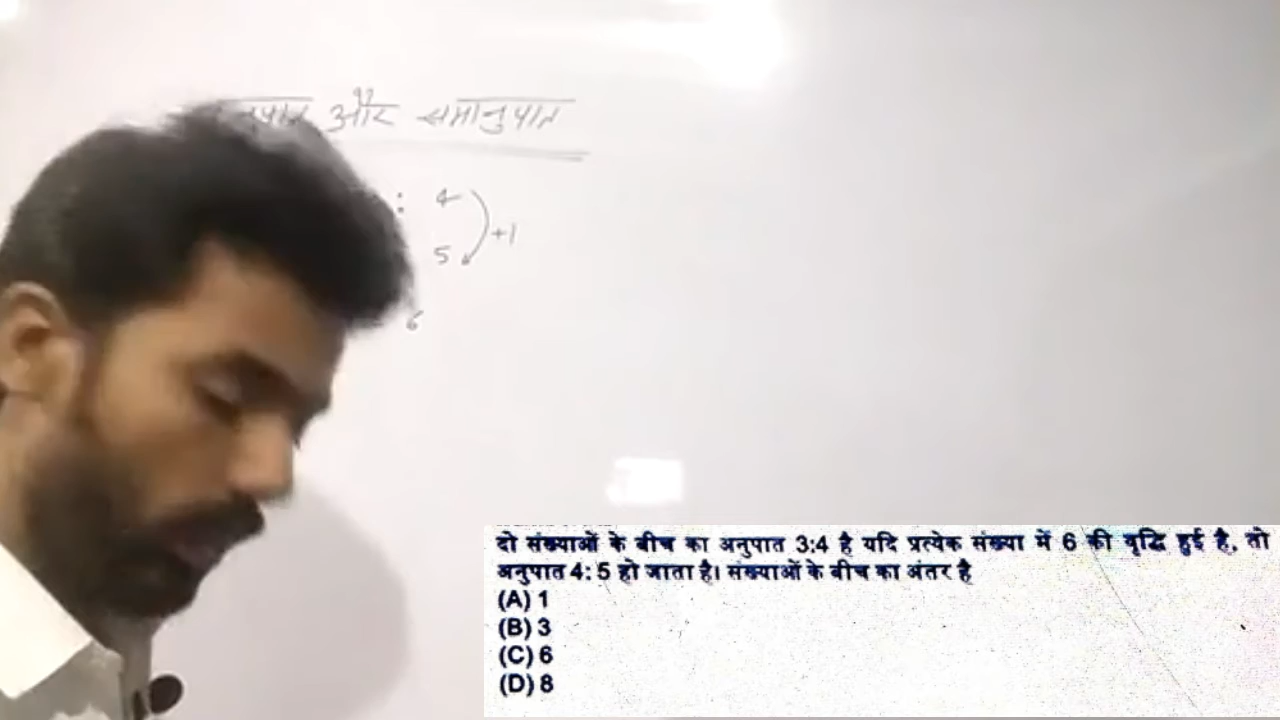 और समानुपात
: 4
+1
5
6
दो संख्याओं के बीच का अनुपात 3:4 है यदि प्रत्येक संख्या में 6 की वृद्धि हुई है, तो
अनुपात 4: 5 हो जाता है। संख्याओं के बीच का अंतर है
(A) 1
(B) 3
(C) 6
(D) 8